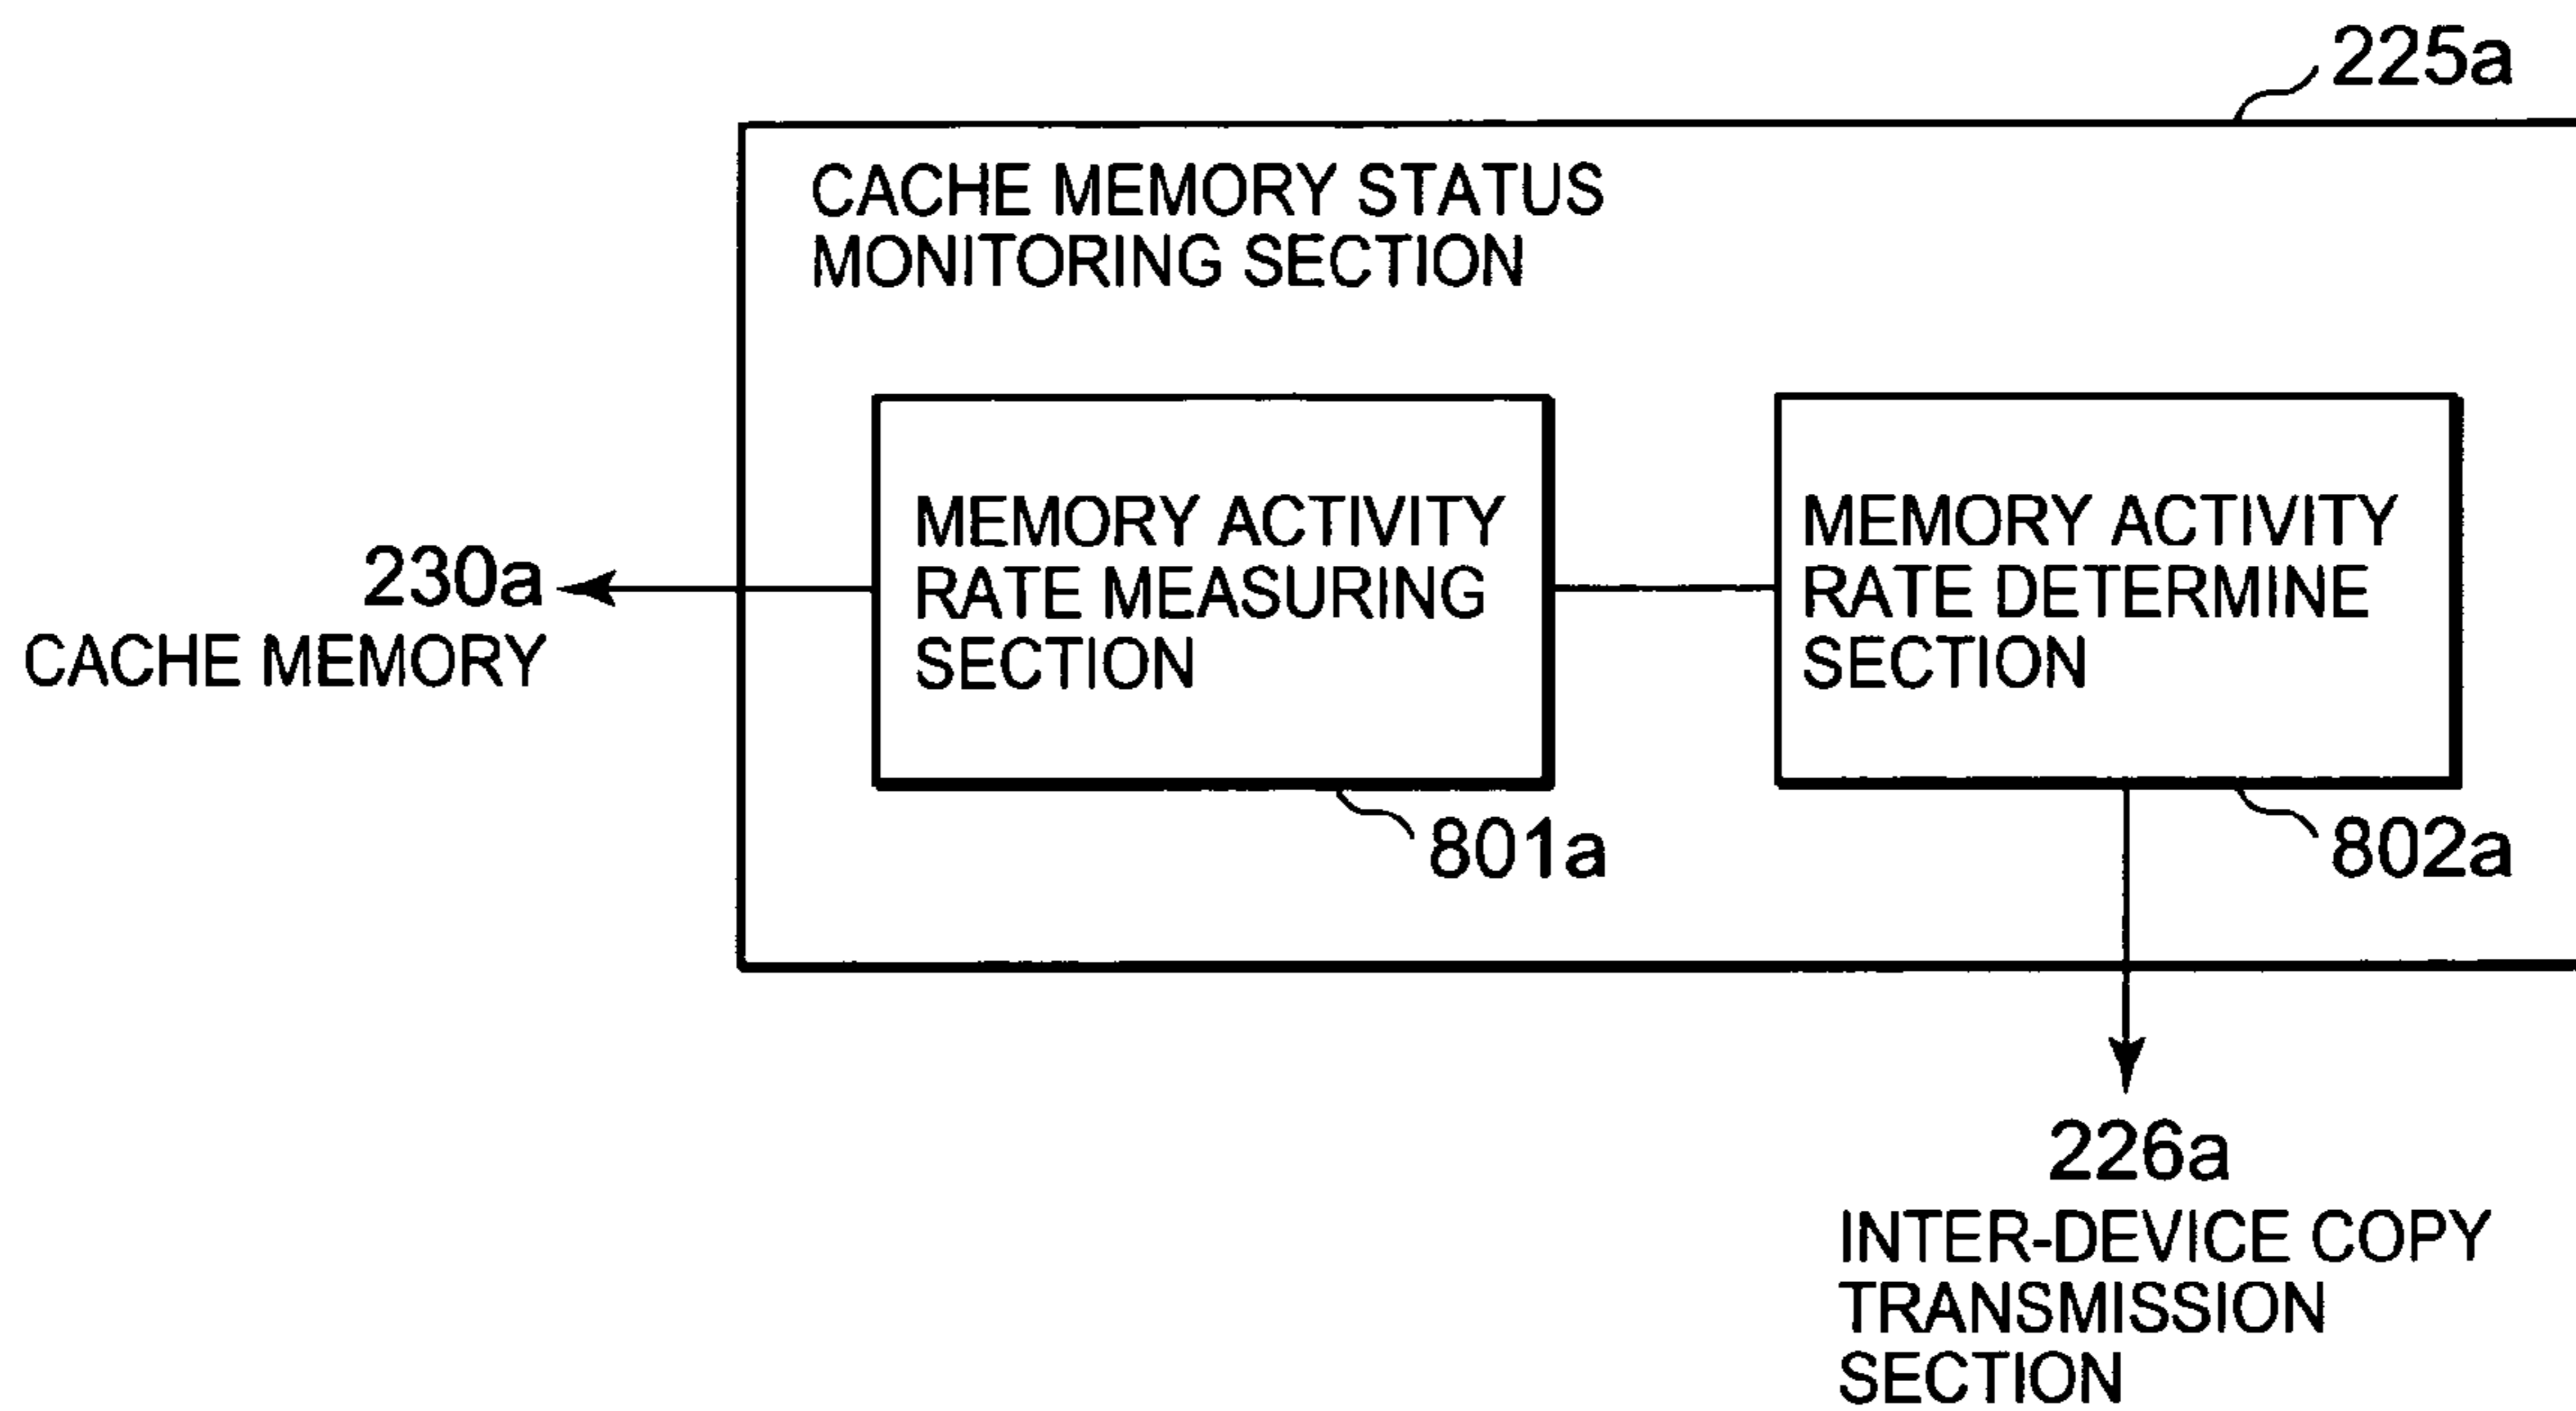 225a
CACHE MEMORY STATUS
MONITORING SECTION
MEMORY ACTIVITY
RATE MEASURING
SECTION
MEMORY ACTIVITY
RATE DETERMINE
SECTION
230a
CACHE MEMORY
801a
802a
226a
INTER-DEVICE COPY
TRANSMISSION
SECTION